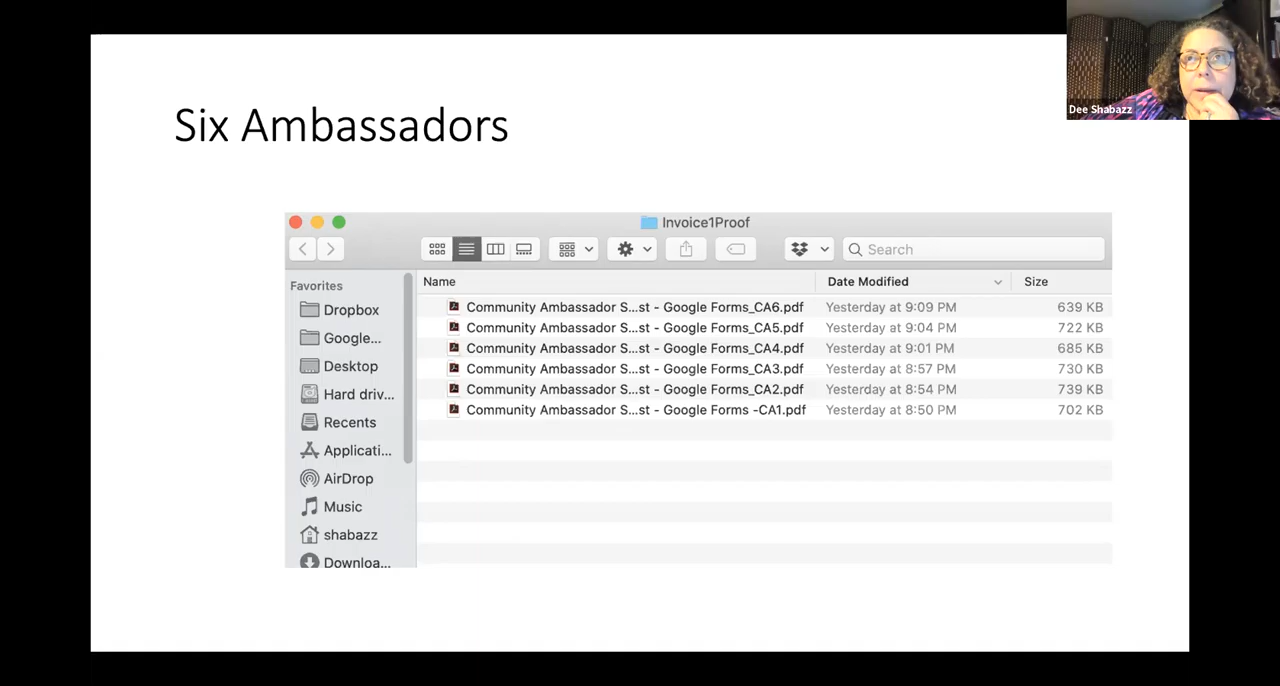 Dee Shabazz
Six Ambassadors
Invoice1Proof
Search
Favorites
Dropbox
Google...
Desktop
Hard driv...
Recents
Applicati...
AirDrop
Music
shabazz
Downloa...
Name Date Modified Size
Community Ambassador S...st - Google Forms_CA6.pdf Yesterday at 9:09 PM 639 KB
Community Ambassador S...st - Google Forms_CA5.pdf Yesterday at 9:04 PM 722 KB
Community Ambassador S...st - Google Forms_CA4.pdf Yesterday at 9:01 PM 685 KB
Community Ambassador S...st - Google Forms_CA3.pdf Yesterday at 8:57 PM 730 KB
Community Ambassador S...st - Google Forms_CA2.pdf Yesterday at 8:54 PM 739 KB
Community Ambassador S...st - Google Forms -CA1.pdf Yesterday at 8:50 PM 702 KB